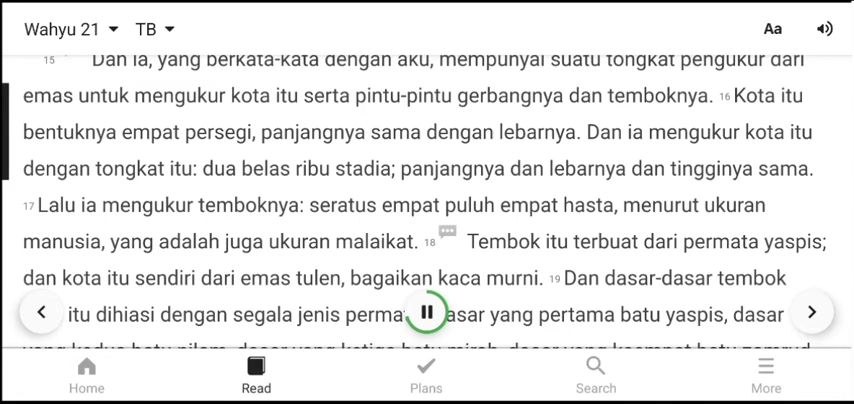 Wahyu 21 TB Aa
15 Dan Ia, yang berkata-kata dengan aku, mempunyai suatu tongkat pengukur dari
emas untuk mengukur kota itu serta pintu-pintu gerbangnya dan temboknya. 16 Kota itu
bentuknya empat persegi, panjangnya sama dengan lebarnya. Dan ia mengukur kota itu
dengan tongkat itu: dua belas ribu stadia; panjangnya dan lebarnya dan tingginya sama.
17 Lalu ia mengukur temboknya: seratus empat puluh empat hasta, menurut ukuran
manusia, yang adalah juga ukuran malaikat. 18 Tembok itu terbuat dari permata yaspis;
dan kota itu sendiri dari emas tulen, bagaikan kaca murni. 19 Dan dasar-dasar tembok
itu dihiasi dengan segala jenis yang pertama batu yaspis, dasar
Home Read Plans Search More